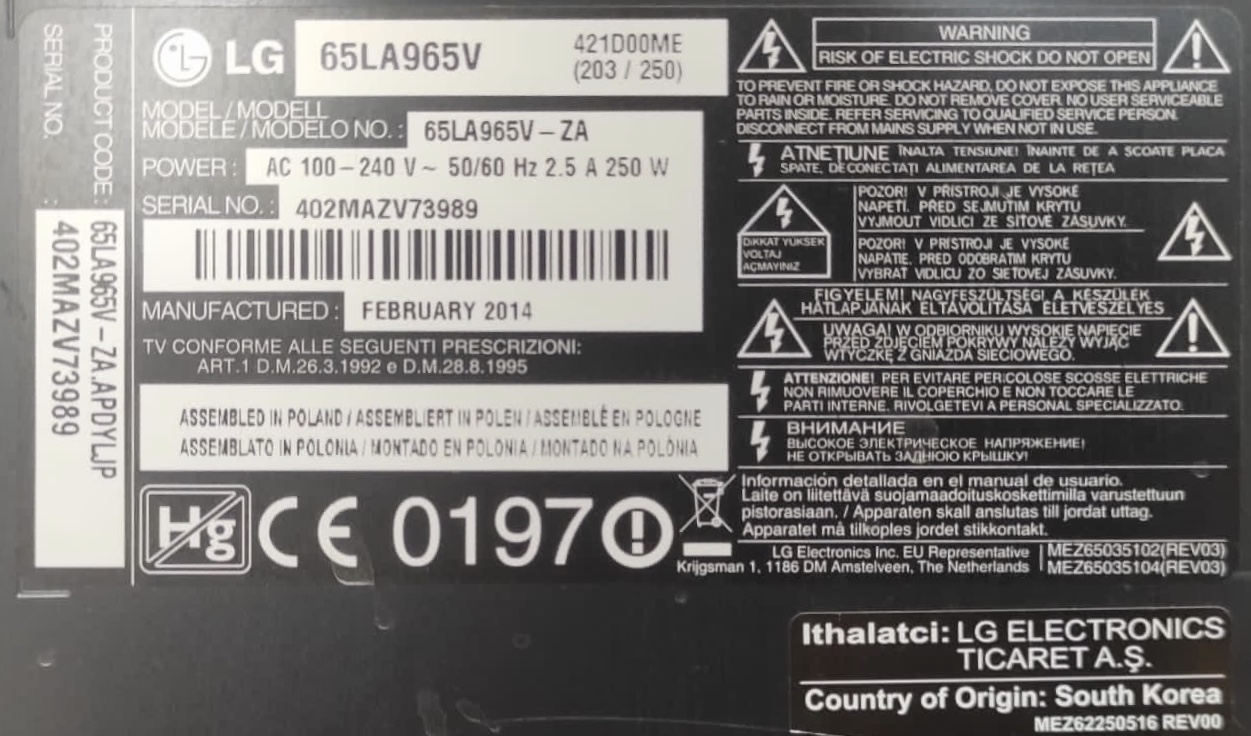 SERIAL NO. :
402MAZV73989
PRODUCT CODE :
65LA965V-ZA.APDYLJP
LG
65LA965V
421D00ME
(203 / 250)
MODEL / MODELL
MODELE / MODELO NO. : 65LA965V-ZA
POWER : AC 100-240 V~ 50/60 Hz 2.5 A 250 W
SERIAL NO. : 402MAZV73989
MANUFACTURED : FEBRUARY 2014
TV CONFORME ALLE SEGUENTI PRESCRIZIONI:
ART.1 D.M.26.3.1992 e D.M.28.8.1995
ASSEMBLED IN POLAND / ASSEMBLIERT IN POLEN / ASSEMBLÉ EN POLOGNE
ASSEMBLATO IN POLONIA / MONTADO EN POLONIA / MONTADO NA POLÓNIA
Hg CE 0197
WARNING
RISK OF ELECTRIC SHOCK DO NOT OPEN
TO PREVENT FIRE OR SHOCK HAZARD, DO NOT EXPOSE THIS APPLIANCE
TO RAIN OR MOISTURE. DO NOT REMOVE COVER. NO USER SERVICEABLE
PARTS INSIDE. REFER SERVICING TO QUALIFIED SERVICE PERSON.
DISCONNECT FROM MAINS SUPPLY WHEN NOT IN USE.
ATNEŢIUNE ÎNALTA TENSIUNE! ÎNAINTE DE A SCOATE PLACA
SPATE, DECONECTAŢI ALIMENTAREA DE LA REŢEA
DIKKAT YUKSEK
VOLTAJ
AÇMAYINIZ
POZOR! V PŘÍSTROJI JE VYSOKÉ
NAPĚTÍ. PŘED SEJMUTÍM KRYTU
VYJMOUT VIDLICI ZE SÍŤOVÉ ZÁSUVKY.
POZOR! V PRÍSTROJI JE VYSOKÉ
NAPÄTIE. PRED ODOBRATÍM KRYTU
VYBRAŤ VIDLICU ZO SIEŤOVEJ ZÁSUVKY.
FIGYELEM! NAGYFESZÜLTSÉG! A KÉSZÜLÉK
HÁTLAPJÁNAK ELTÁVOLÍTÁSA ÉLETVESZÉLYES
UWAGA! W ODBIORNIKU WYSOKIE NAPIĘCIE
PRZED ZDJĘCIEM POKRYWY NALEŻY WYJĄĆ
WTYCZKĘ Z GNIAZDA SIECIOWEGO.
ATTENZIONE! PER EVITARE PERICOLOSE SCOSSE ELETTRICHE
NON RIMUOVERE IL COPERCHIO E NON TOCCARE LE
PARTI INTERNE. RIVOLGETEVI A PERSONAL SPECIALIZZATO.
ВНИМАНИЕ
ВЫСОКОЕ ЭЛЕКТРИЧЕСКОЕ НАПРЯЖЕНИЕ!
НЕ ОТКРЫВАТЬ ЗАДНЮЮ КРЫШКУ!
Información detallada en el manual de usuario.
Laite on liitettävä suojamaadoituskoskettimilla varustettuun
pistorasiaan. / Apparaten skall anslutas till jordat uttag.
Apparatet må tilkoples jordet stikkontakt.
LG Electronics Inc. EU Representative
Krijgsman 1, 1186 DM Amstelveen, The Netherlands
MEZ65035102(REV03)
MEZ65035104(REV03)
Ithalatci: LG ELECTRONICS
TICARET A.Ş.
Country of Origin: South Korea
MEZ62250516 REV00